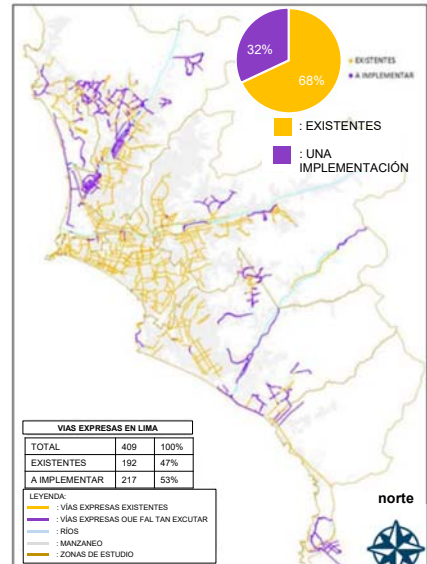 32%
68%
EXISTENTES
A IMPLEMENTAR
: EXISTENTES
: UNA
IMPLEMENTACIÓN
VIAS EXPRESAS EN LIMA
TOTAL 409 100%
EXISTENTES 192 47%
A IMPLEMENTAR 217 53%
LEYENDA:
: VÍAS EXPRESAS EXISTENTES
: VÍAS EXPRESAS QUE FAL TAN EXCUTAR
: RÍOS
: MANZANEO
: ZONAS DE ESTUDIO
norte